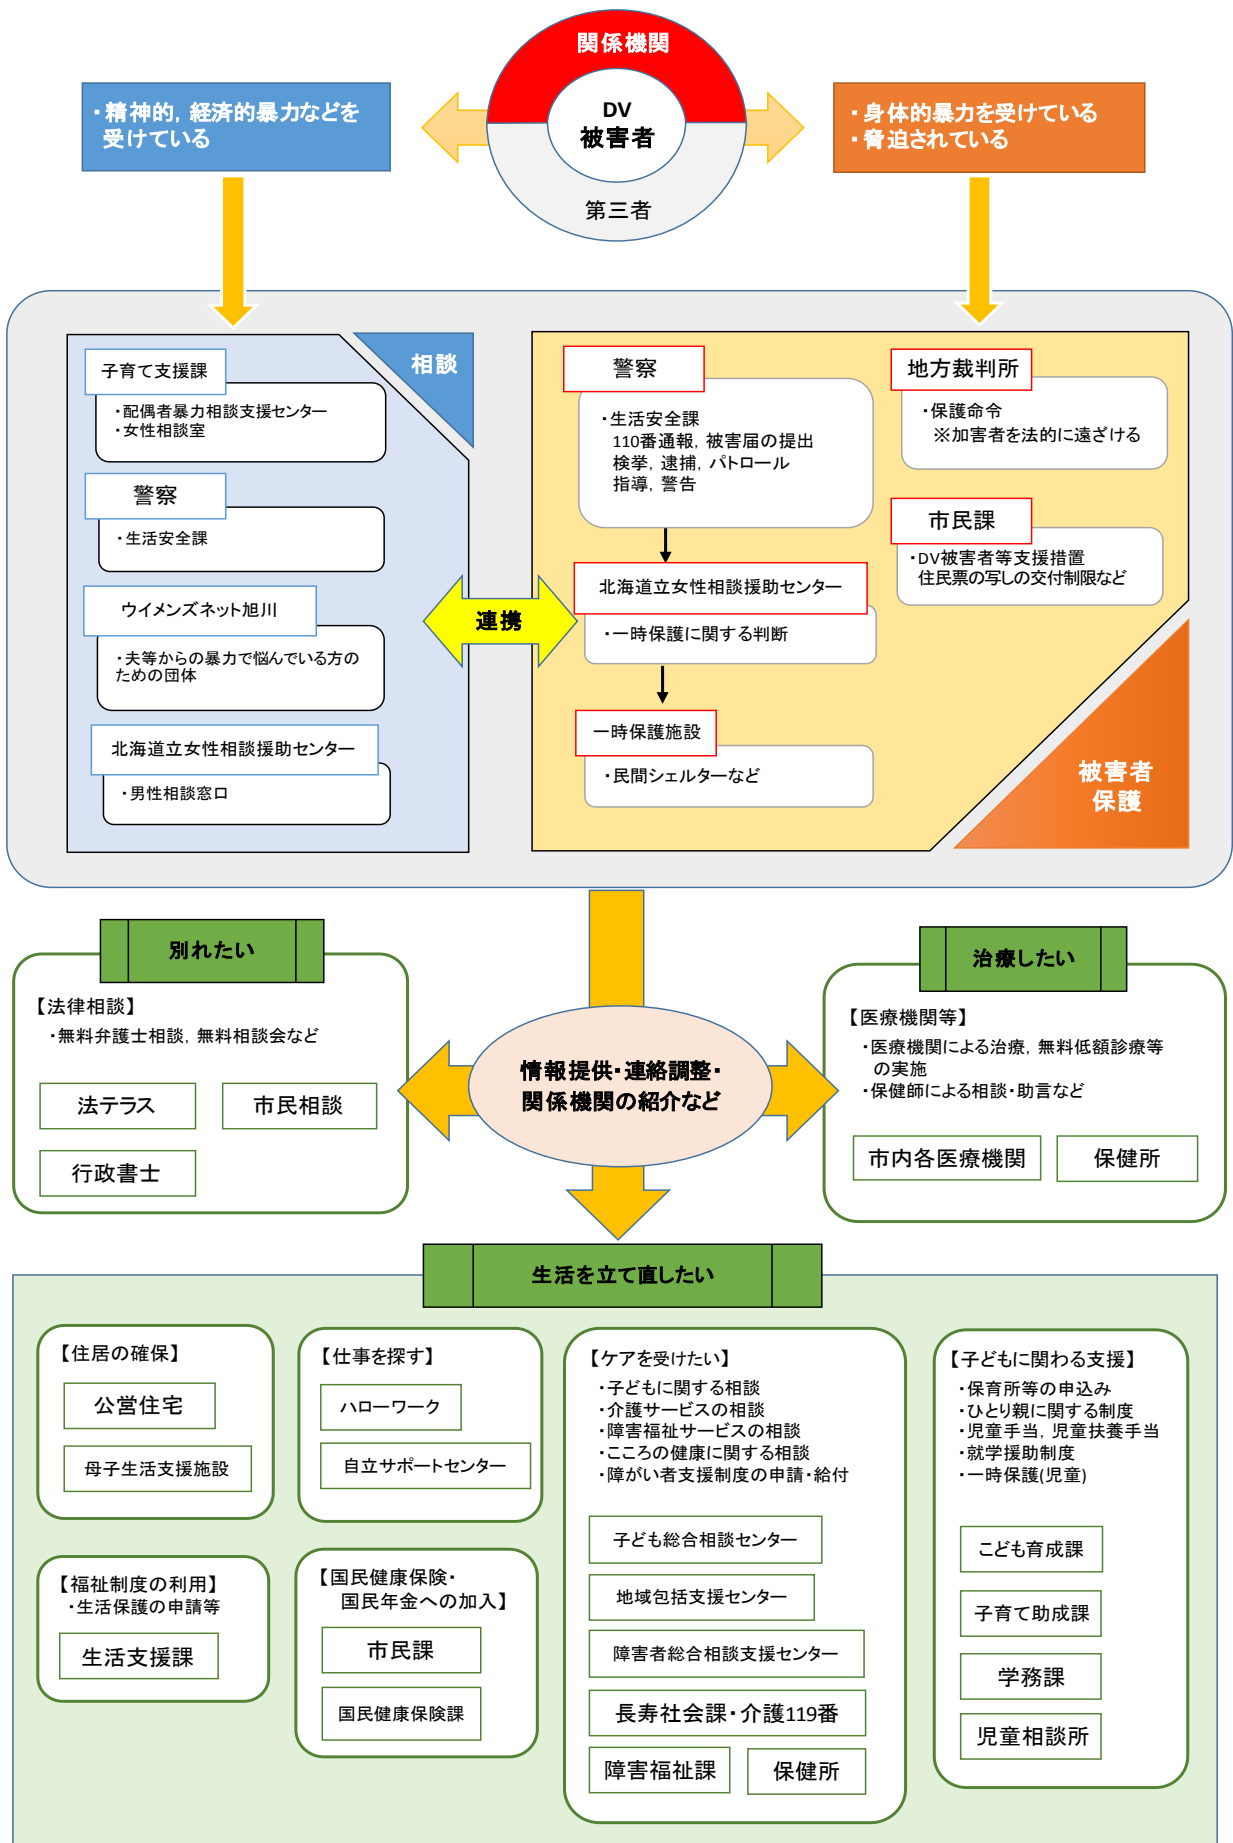 関係機関
DV
被害者
第三者
・精神的，経済的暴力などを
受けている
・身体的暴力を受けている
・脅迫されている
相談
子育て支援課
・配偶者暴力相談支援センター
・女性相談室
警察
・生活安全課
ウイメンズネット旭川
・夫等からの暴力で悩んでいる方の
ための団体
北海道立女性相談援助センター
・男性相談窓口
連携
警察
・生活安全課
110番通報，被害届の提出
検挙，逮捕，パトロール
指導，警告
北海道立女性相談援助センター
・一時保護に関する判断
一時保護施設
・民間シェルターなど
地方裁判所
・保護命令
※加害者を法的に遠ざける
市民課
・DV被害者等支援措置
住民票の写しの交付制限など
被害者
保護
別れたい
【法律相談】
・無料弁護士相談，無料相談会など
法テラス
市民相談
行政書士
情報提供・連絡調整・
関係機関の紹介など
治療したい
【医療機関等】
・医療機関による治療，無料低額診療等
の実施
・保健師による相談・助言など
市内各医療機関
保健所
生活を立て直したい
【住居の確保】
公営住宅
母子生活支援施設
【仕事を探す】
ハローワーク
自立サポートセンター
【福祉制度の利用】
・生活保護の申請等
生活支援課
【国民健康保険・
国民年金への加入】
市民課
国民健康保険課
【ケアを受けたい】
・子どもに関する相談
・介護サービスの相談
・障害福祉サービスの相談
・こころの健康に関する相談
・障がい者支援制度の申請・給付
子ども総合相談センター
地域包括支援センター
障害者総合相談支援センター
長寿社会課・介護119番
障害福祉課
保健所
【子どもに関わる支援】
・保育所等の申込み
・ひとり親に関する制度
・児童手当，児童扶養手当
・就学援助制度
・一時保護(児童)
こども育成課
子育て助成課
学務課
児童相談所